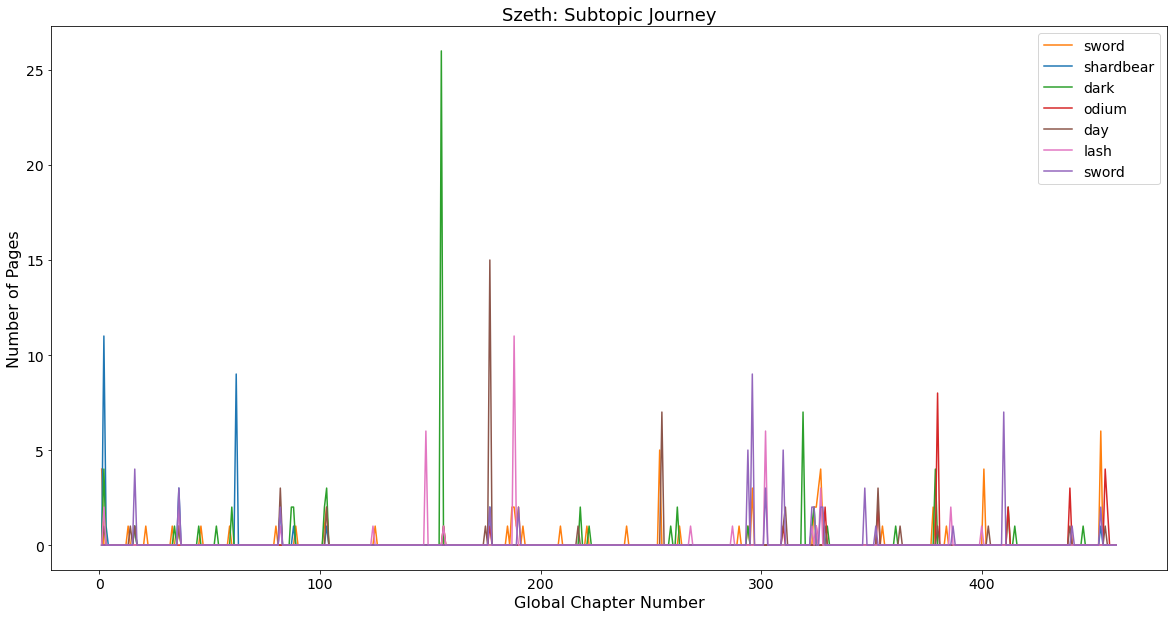 Szeth: Subtopic Journey
sword
shardbear
dark
odium
day
lash
sword
25
20
15
10
5
0
Number of Pages
0 100 200 300 400
Global Chapter Number